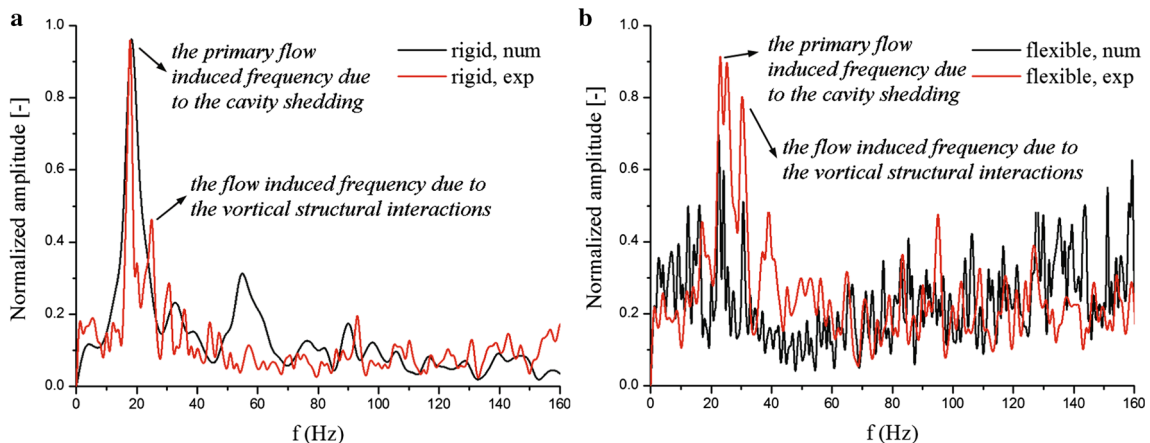 a
Normalized amplitude [-]
1.0
0.8
0.6
0.4
0.2
0.0
the primary flow
induced frequency due
to the cavity shedding
rigid, num
rigid, exp
the flow induced frequency due to
the vortical structural interactions
0 20 40 60 80 100 120 140 160
f (Hz)
b
Normalized amplitude [-]
1.0
0.8
0.6
0.4
0.2
0.0
the primary flow
induced frequency due
to the cavity shedding
flexible, num
flexible, exp
the flow induced frequency due to
the vortical structural interactions
0 20 40 60 80 100 120 140 160
f (Hz)